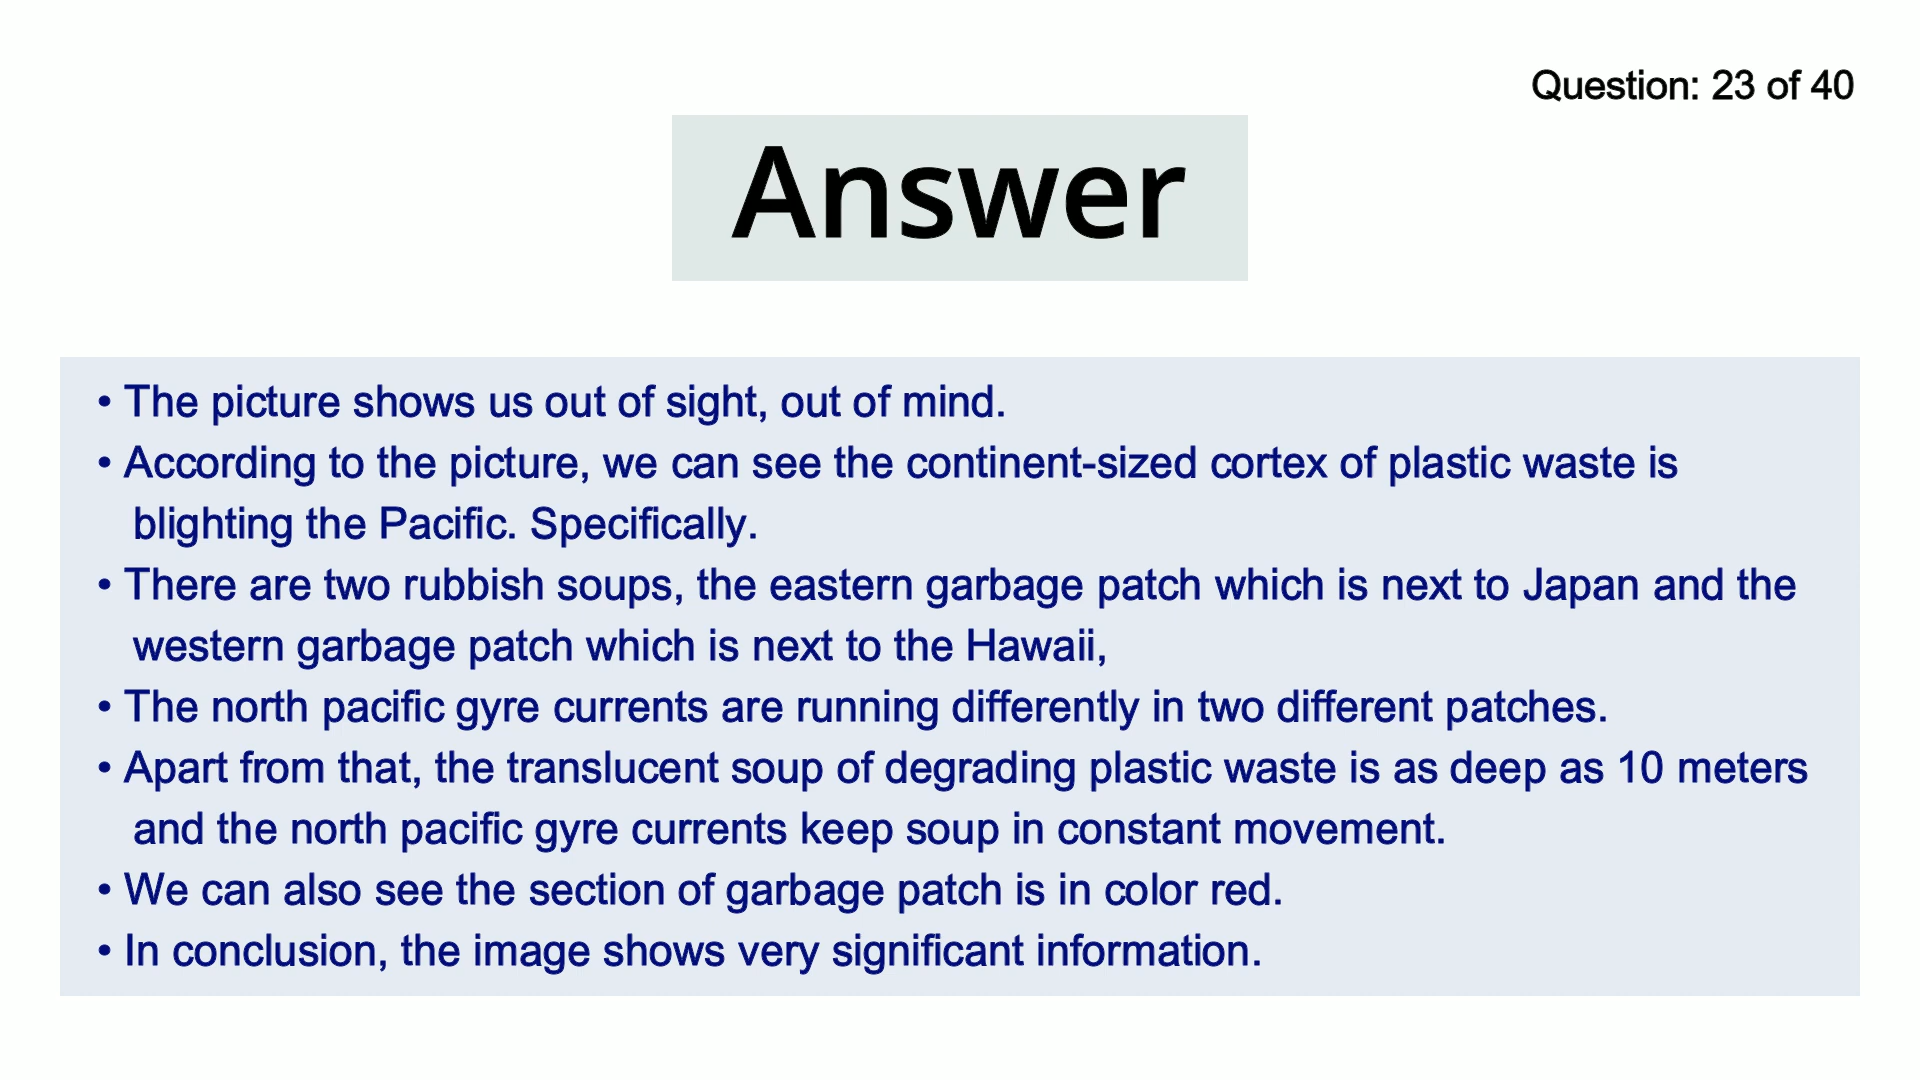 Question: 23 of 40
Answer
• The picture shows us out of sight, out of mind.
• According to the picture, we can see the continent-sized cortex of plastic waste is
blighting the Pacific. Specifically.
• There are two rubbish soups, the eastern garbage patch which is next to Japan and the
western garbage patch which is next to the Hawaii,
• The north pacific gyre currents are running differently in two different patches.
• Apart from that, the translucent soup of degrading plastic waste is as deep as 10 meters
and the north pacific gyre currents keep soup in constant movement.
• We can also see the section of garbage patch is in color red.
• In conclusion, the image shows very significant information.